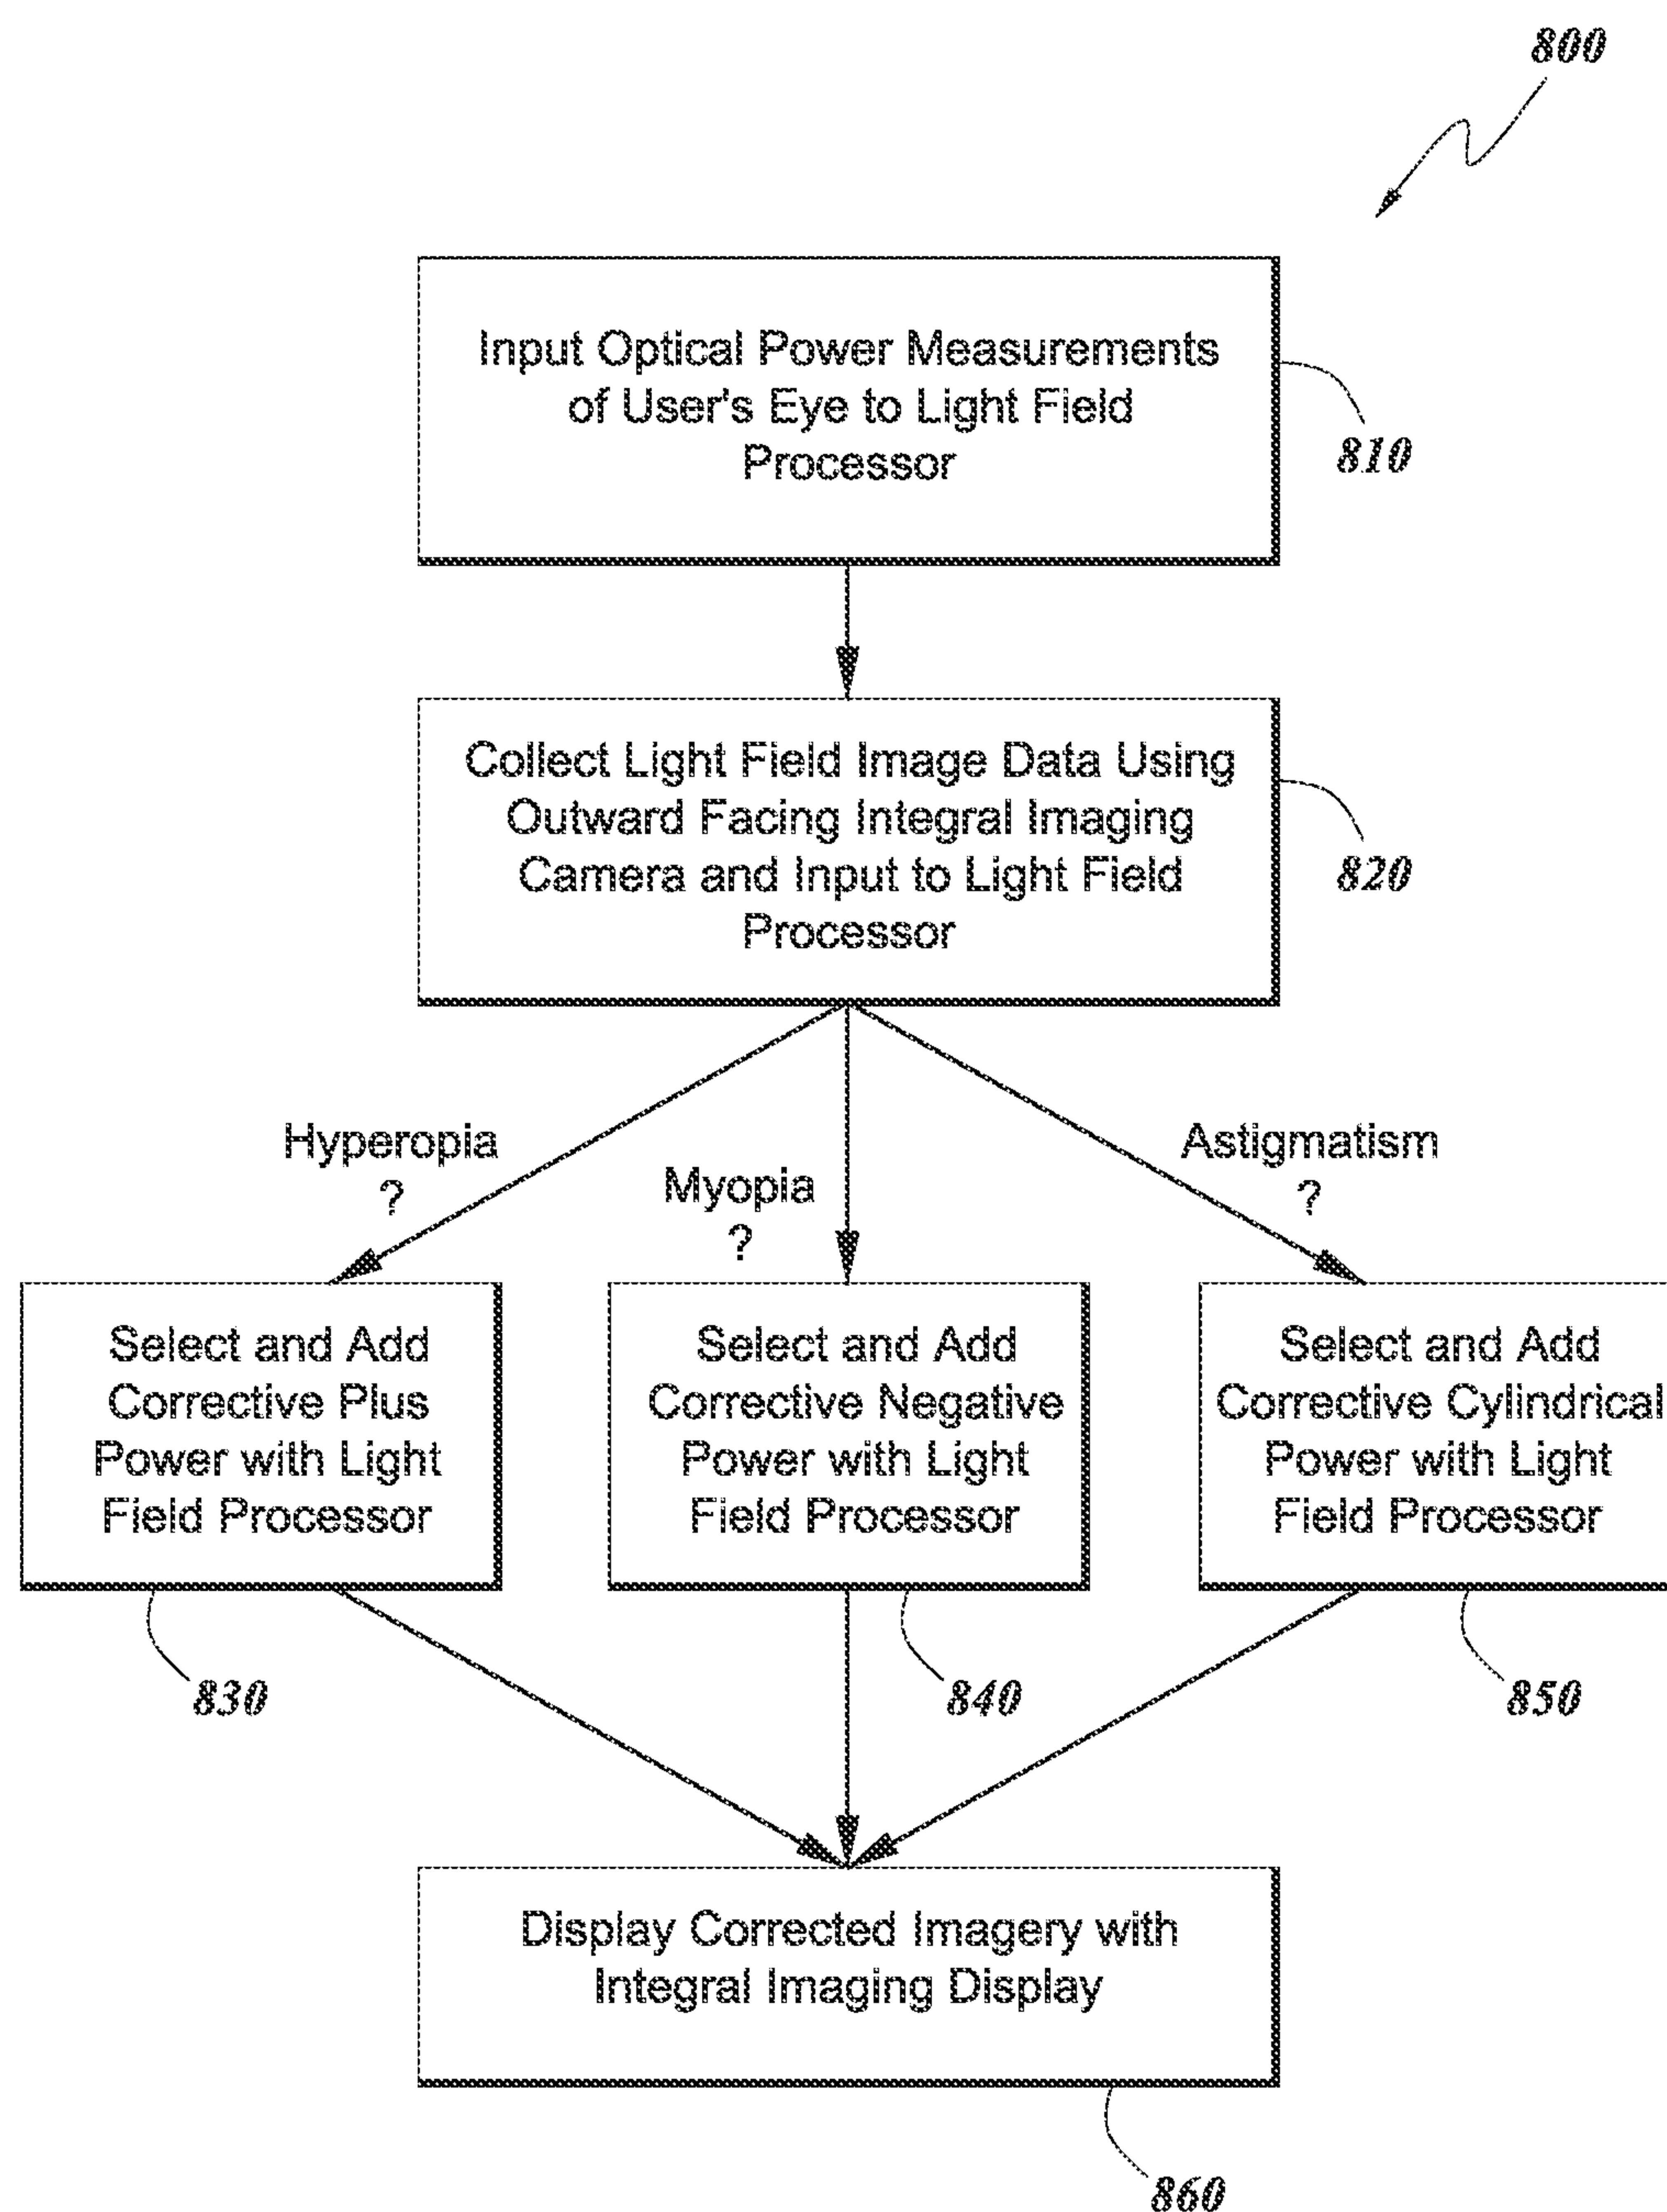 800
Input Optical Power Measurements
of User's Eye to Light Field
Processor
810
Collect Light Field Image Data Using
Outward Facing Integral Imaging
Camera and Input to Light Field
Processor
820
Hyperopia
?
Myopia
?
Astigmatism
?
Select and Add
Corrective Plus
Power with Light
Field Processor
830
Select and Add
Corrective Negative
Power with Light
Field Processor
840
Select and Add
Corrective Cylindrical
Power with Light
Field Processor
850
Display Corrected Imagery with
Integral Imaging Display
860